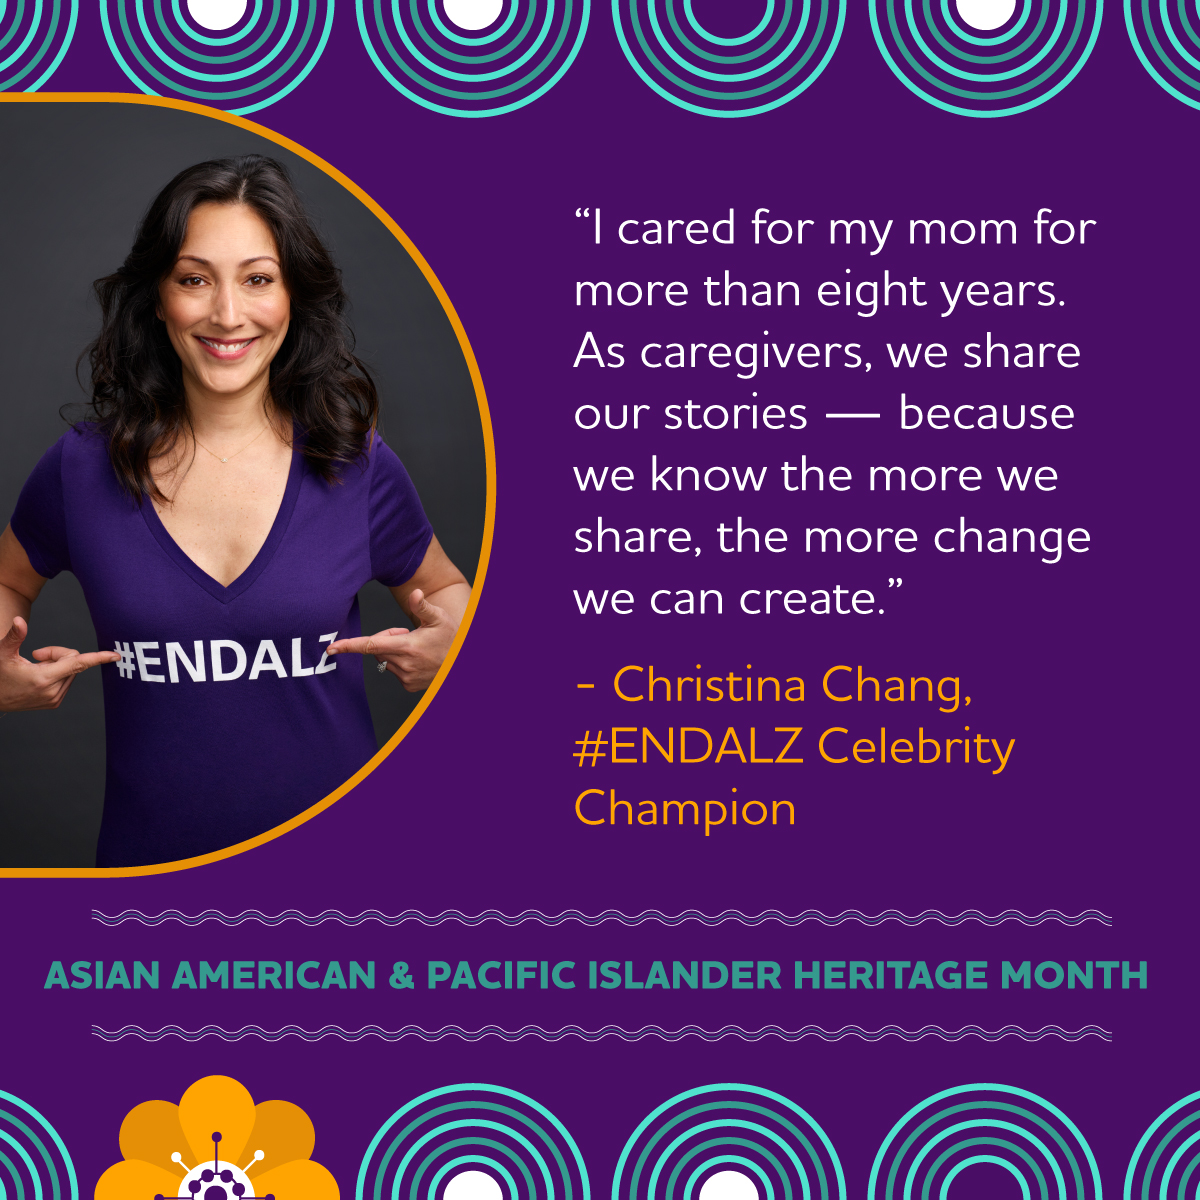 “I cared for my mom for
more than eight years.
As caregivers, we share
our stories — because
we know the more we
share, the more change
we can create.”
- Christina Chang,
#ENDALZ Celebrity
Champion
#ENDALZ
ASIAN AMERICAN & PACIFIC ISLANDER HERITAGE MONTH